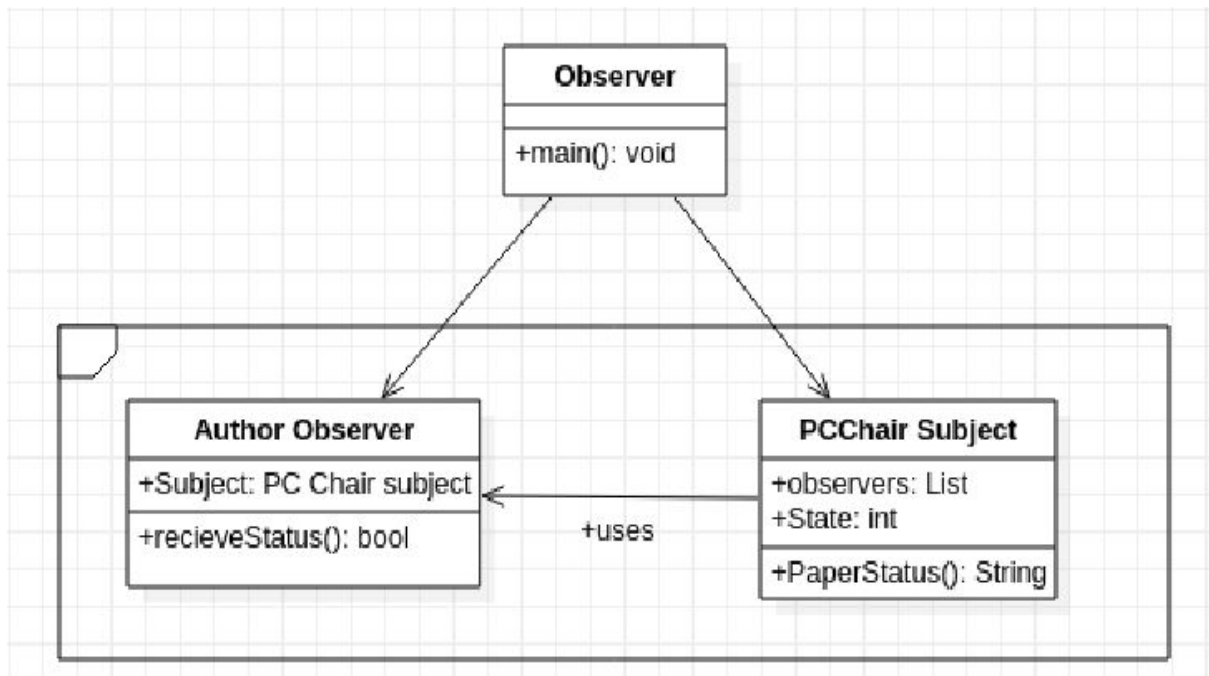 Observer
+main(): void
Author Observer
+Subject: PC Chair subject
+recieveStatus(): bool
+uses
PCChair Subject
+observers: List
+State: int
+PaperStatus(): String